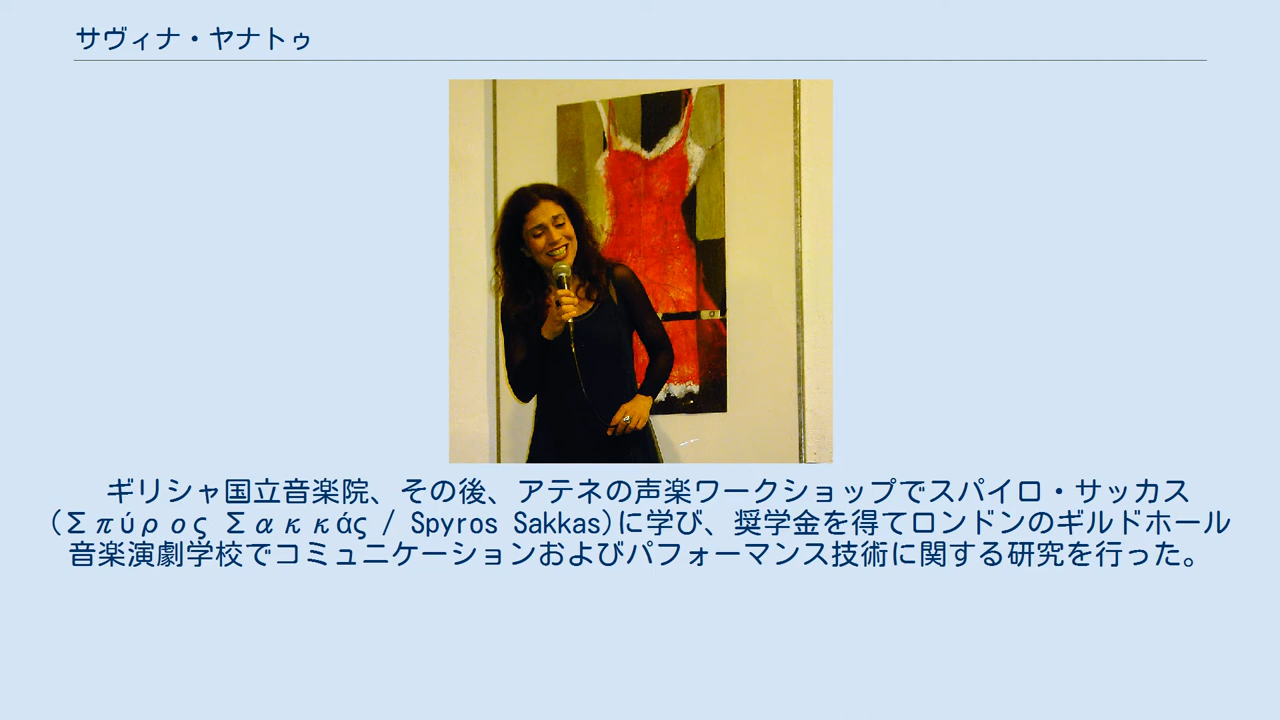 サヴィナ・ヤナトゥ
ギリシャ国立音楽院、その後、アテネの声楽ワークショップでスパイロ・サッカス
(Σπύρος Σακκάς / Spyros Sakkas)に学び、奨学金を得てロンドンのギルドホール
音楽演劇学校でコミュニケーションおよびパフォーマンス技術に関する研究を行った。